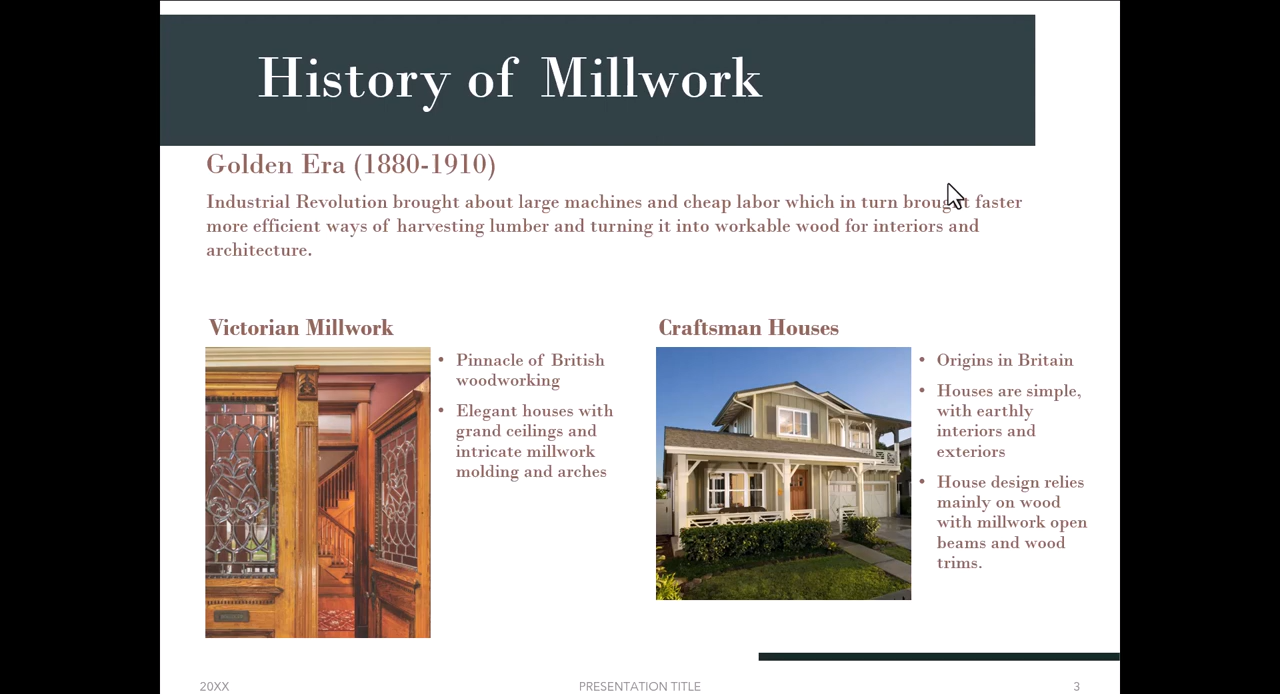 History of Millwork
Golden Era (1880-1910)
Industrial Revolution brought about large machines and cheap labor which in turn brought faster
more efficient ways of harvesting lumber and turning it into workable wood for interiors and
architecture.
Victorian Millwork
• Pinnacle of British
woodworking
• Elegant houses with
grand ceilings and
intricate millwork
molding and arches
Craftsman Houses
• Origins in Britain
• Houses are simple,
with earthly
interiors and
exteriors
• House design relies
mainly on wood
with millwork open
beams and wood
trims.
20XX
PRESENTATION TITLE
3